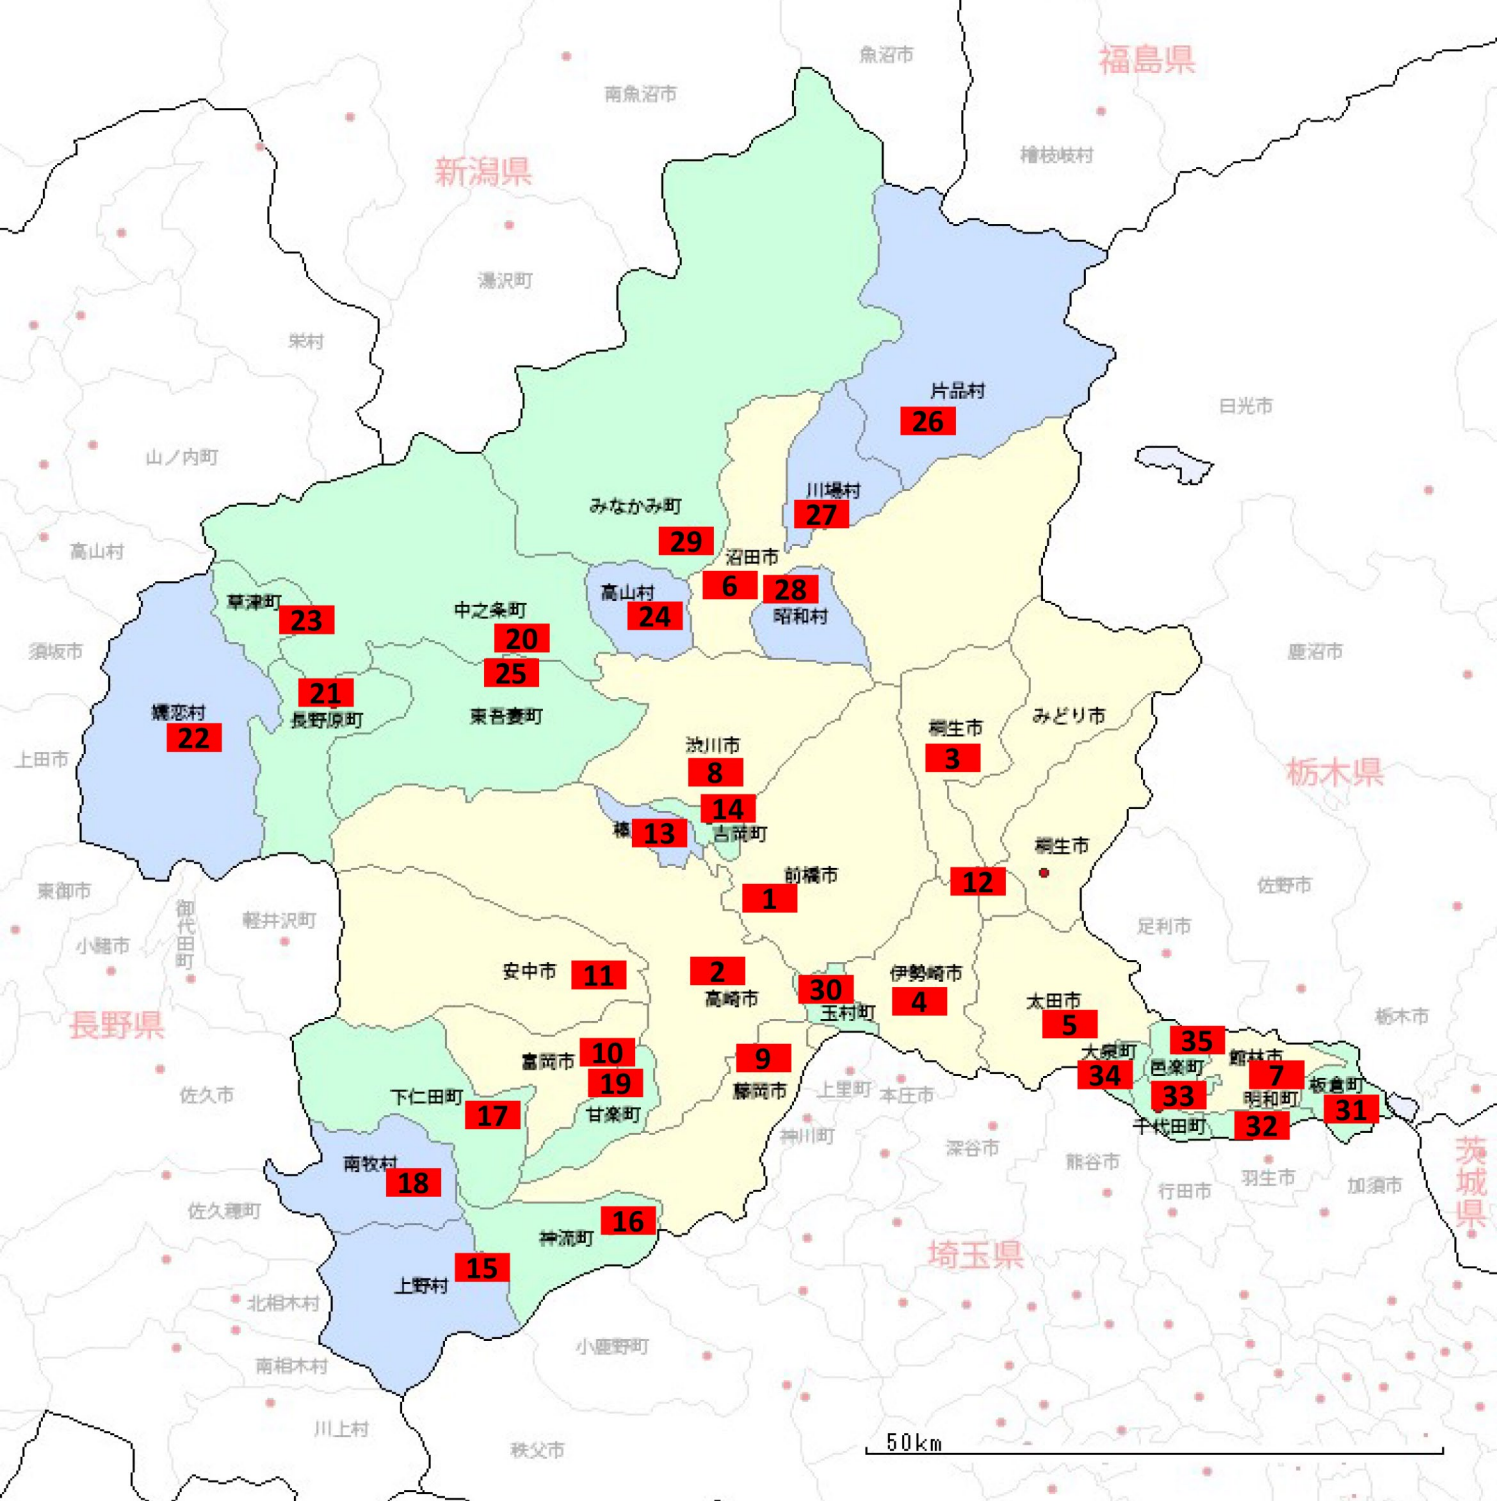 魚沼市
福島県
南魚沼市
檜枝岐村
新潟県
湯沢町
栄村
片品村
26
日光市
山ノ内町
川場村
27
みなかみ町
29
高山村
沼田市
6
28
昭和村
高山村
24
草津町
23
中之条町
20
25
東吾妻町
須坂市
鹿沼市
21
長野原町
嬬恋村
22
みどり市
桐生市
3
上田市
渋川市
8
栃木県
14
吉岡町
13
桐生市
前橋市
1
12
東御市
佐野市
御代田町
軽井沢町
小諸市
足利市
安中市
11
2
高崎市
伊勢崎市
4
30
玉村町
太田市
5
栃木市
長野県
35
大泉町
34
邑楽町
33
館林市
7
板倉町
31
明和町
32
千代田町
富岡市
10
19
甘楽町
9
藤岡市
上里町
本庄市
佐久市
下仁田町
17
神川町
深谷市
熊谷市
行田市
羽生市
加須市
茨城県
南牧村
18
佐久穂町
16
神流町
埼玉県
15
上野村
北相木村
南相木村
小鹿野町
川上村
秩父市
50km